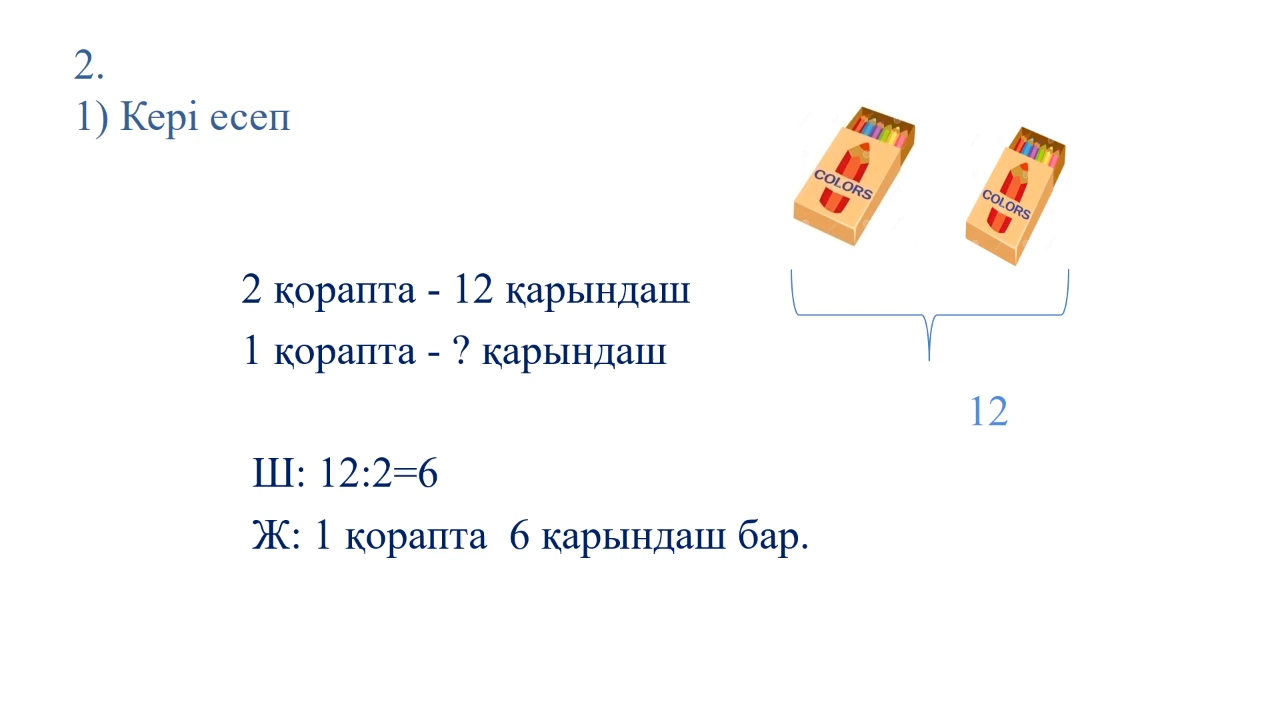 2.
1) Кері есеп
COLORS
COLORS
2 қорапта - 12 қарындаш
1 қорапта - ? қарындаш
12
Ш: 12:2=6
Ж: 1 қорапта 6 қарындаш бар.